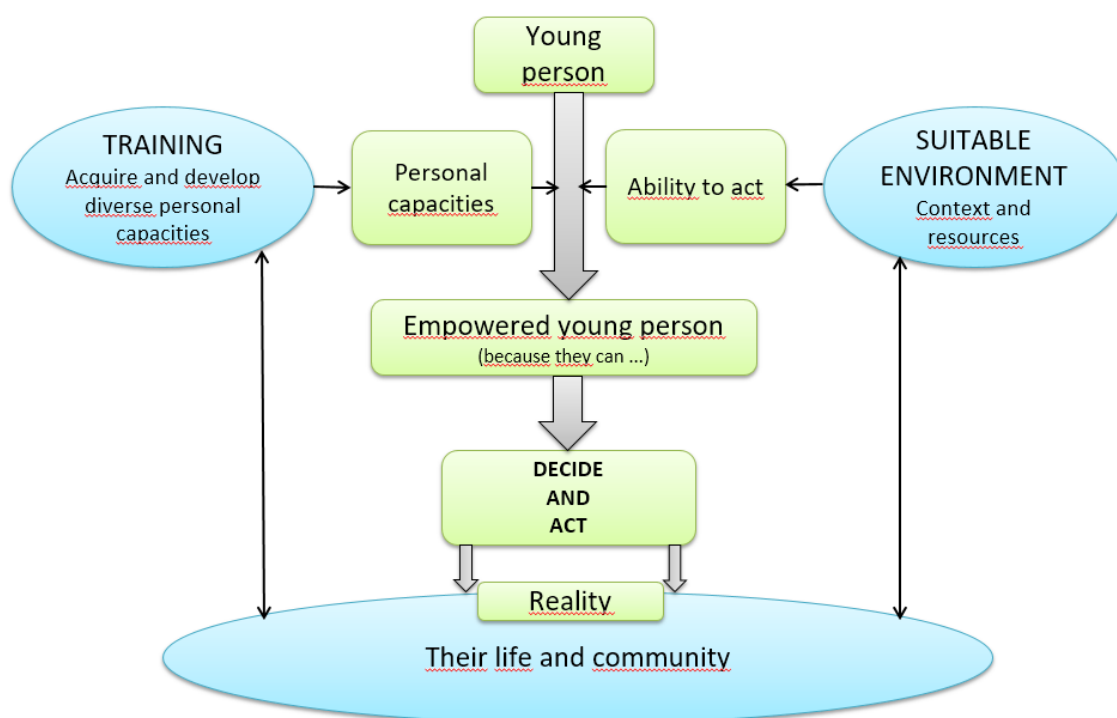 Young
person
TRAINING
Acquire and develop
diverse personal
capacities
Personal
capacities
Ability to act
SUITABLE
ENVIRONMENT
Context and
resources
Empowered young person
(because they can ...)
DECIDE
AND
ACT
Reality
Their life and community